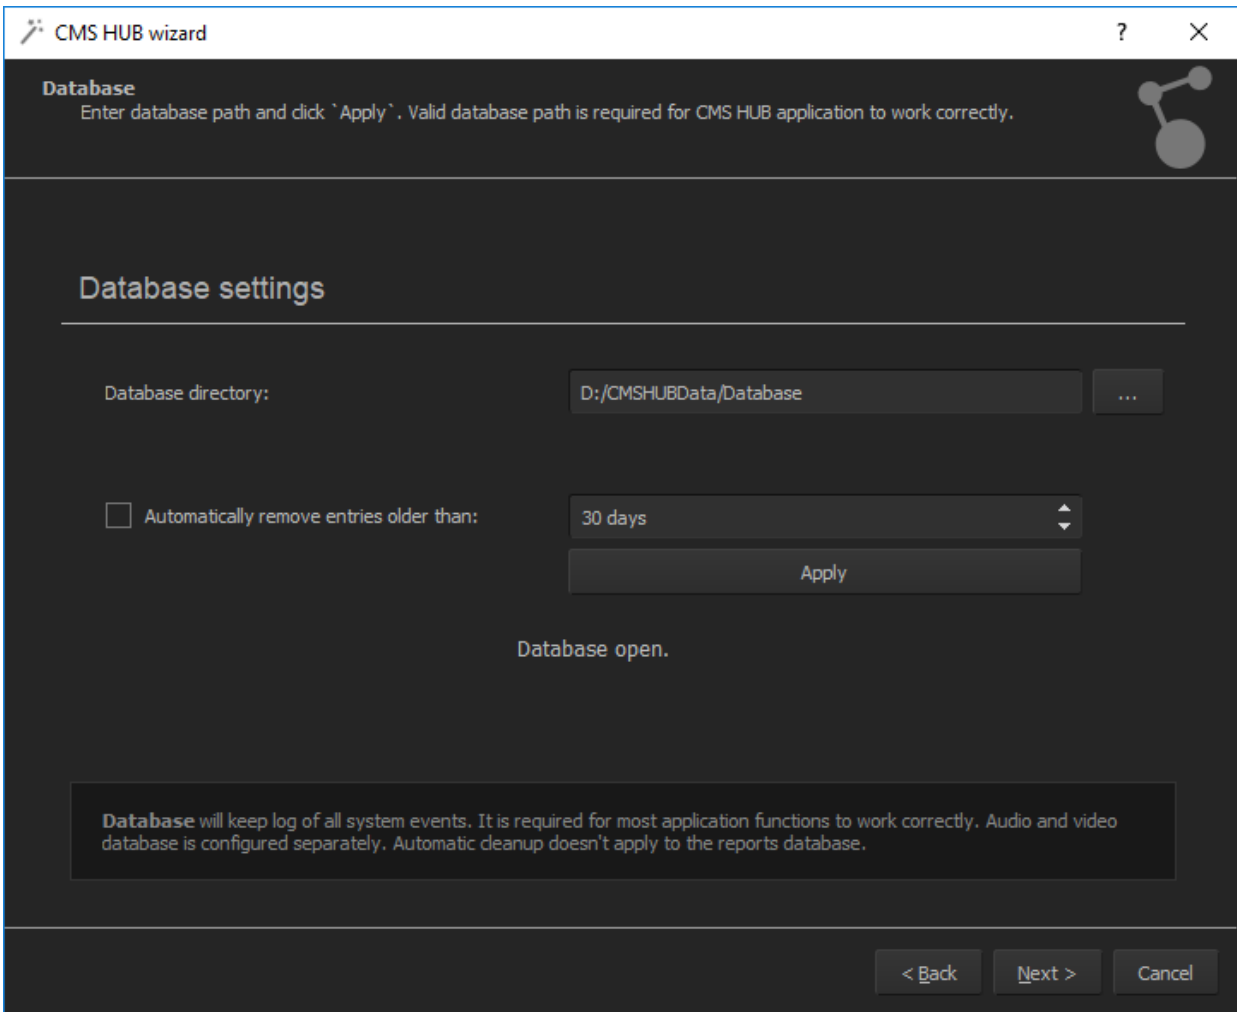 CMS HUB wizard
?
Database
Enter database path and click `Apply`. Valid database path is required for CMS HUB application to work correctly.
Database settings
Database directory:
D:/CMSHUBData/Database
...
Automatically remove entries older than:
30 days
Apply
Database open.
Database will keep log of all system events. It is required for most application functions to work correctly. Audio and video
database is configured separately. Automatic cleanup doesn't apply to the reports database.
< Back
Next >
Cancel